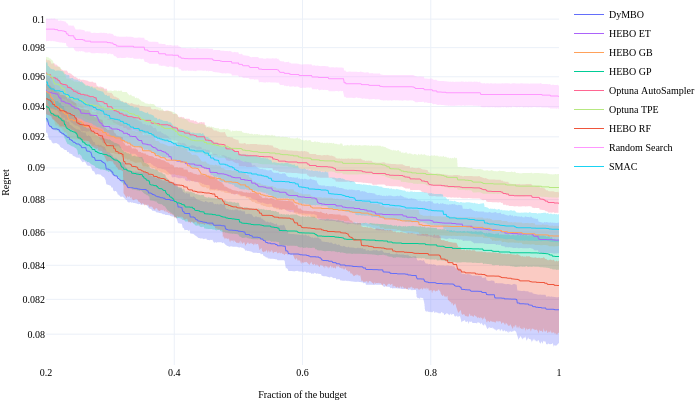 0.1
0.098
0.096
0.094
0.092
0.09
0.088
0.086
0.084
0.082
0.08
Regret
0.2
0.4
0.6
0.8
1
Fraction of the budget
DyMBO
HEBO ET
HEBO GB
HEBO GP
Optuna AutoSampler
Optuna TPE
HEBO RF
Random Search
SMAC